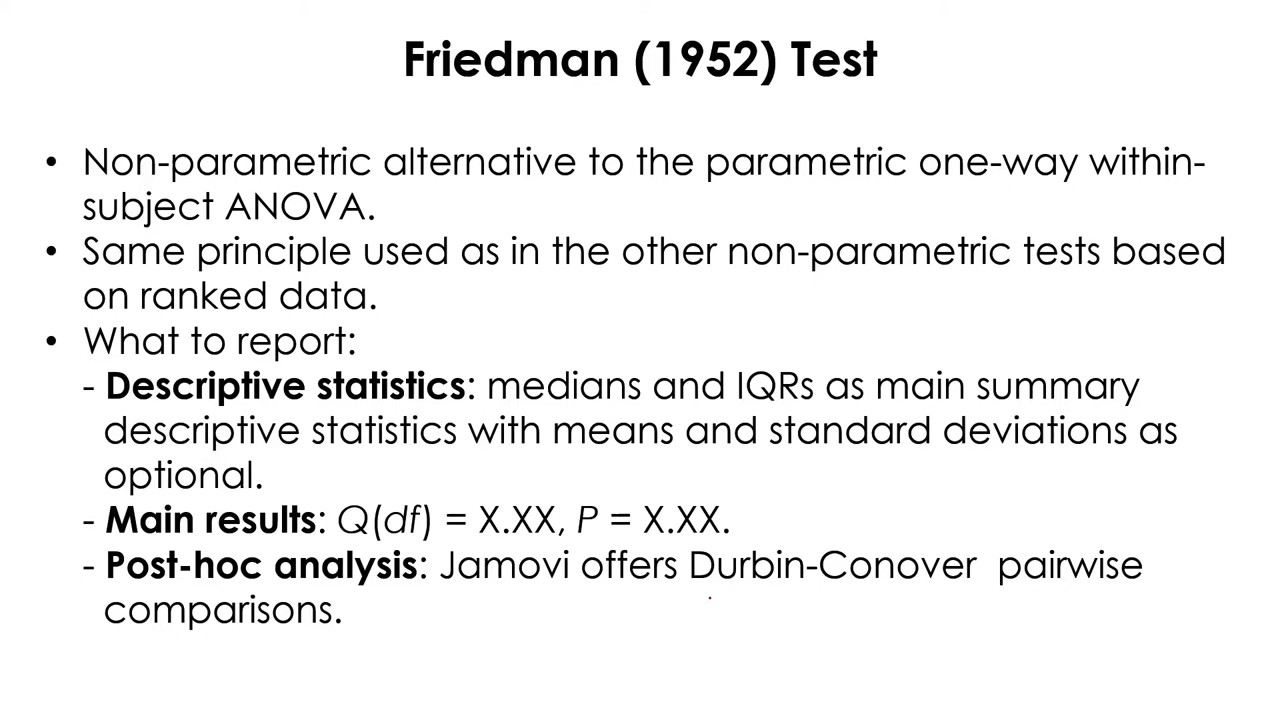 Friedman (1952) Test
• Non-parametric alternative to the parametric one-way within-
subject ANOVA.
• Same principle used as in the other non-parametric tests based
on ranked data.
• What to report:
- Descriptive statistics: medians and IQRs as main summary
descriptive statistics with means and standard deviations as
optional.
- Main results: Q(df) = X.XX, P = X.XX.
- Post-hoc analysis: Jamovi offers Durbin-Conover pairwise
comparisons.